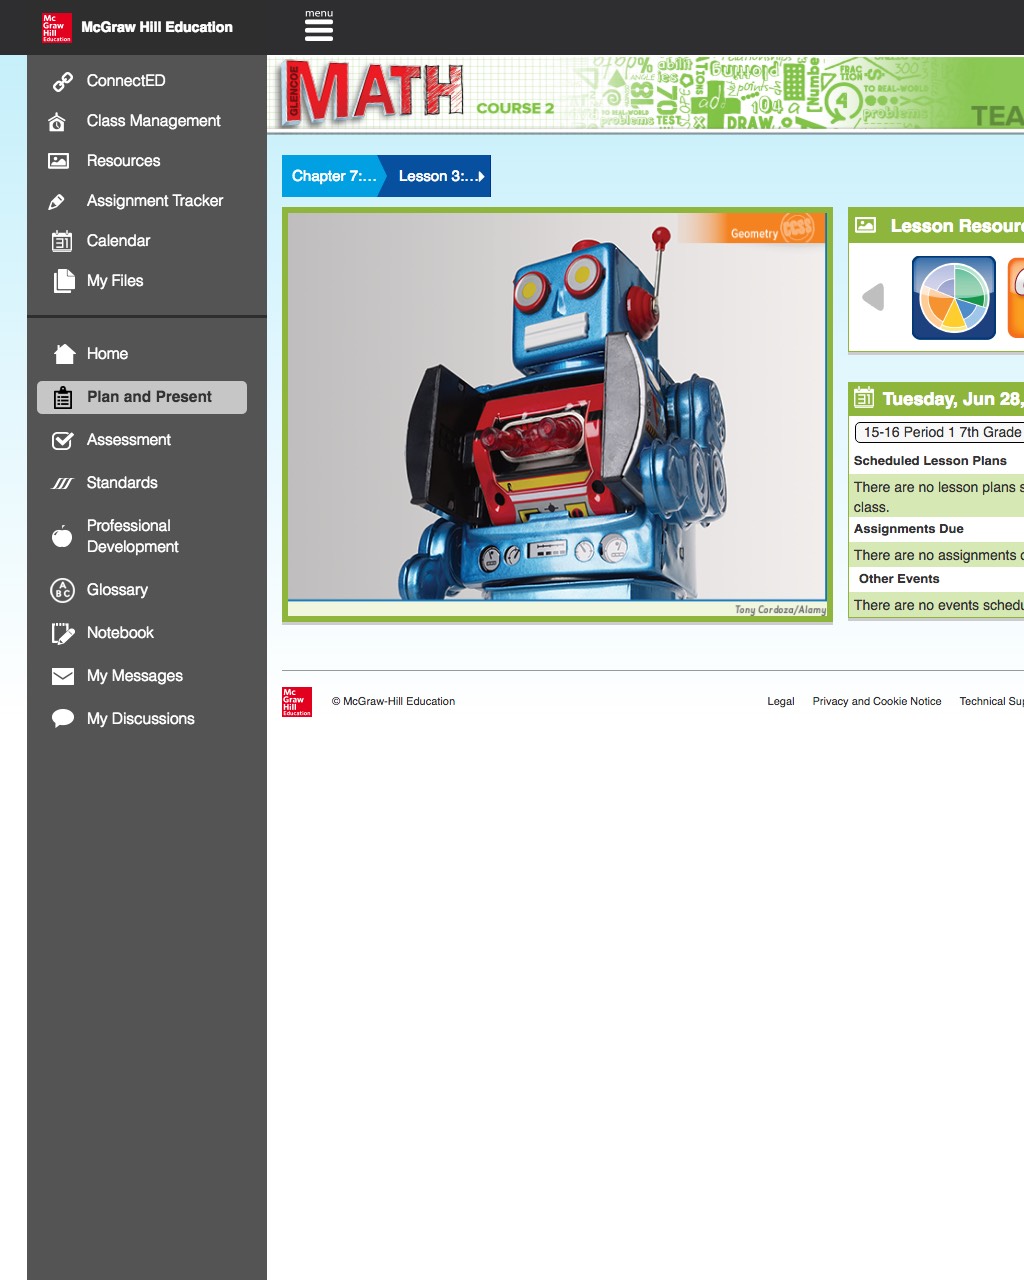 menu
Mc
Graw
Hill
Education
McGraw Hill Education
ConnectED
Class Management
Resources
Assignment Tracker
31
Calendar
My Files
Home
Plan and Present
Assessment
Standards
Professional
Development
A
B C
Glossary
Notebook
My Messages
My Discussions
GLENCOE
MATH
COURSE 2
TEA
Chapter 7:...
Lesson 3:...
Geometry
CCSS
Tony Cordoza/Alamy
Lesson Resour
31
Tuesday, Jun 28,
15-16 Period 1 7th Grade
Scheduled Lesson Plans
There are no lesson plans s
class.
Assignments Due
There are no assignments
Other Events
There are no events schedu
Mc
Graw
Hill
Education
© McGraw-Hill Education
Legal
Privacy and Cookie Notice
Technical Sup